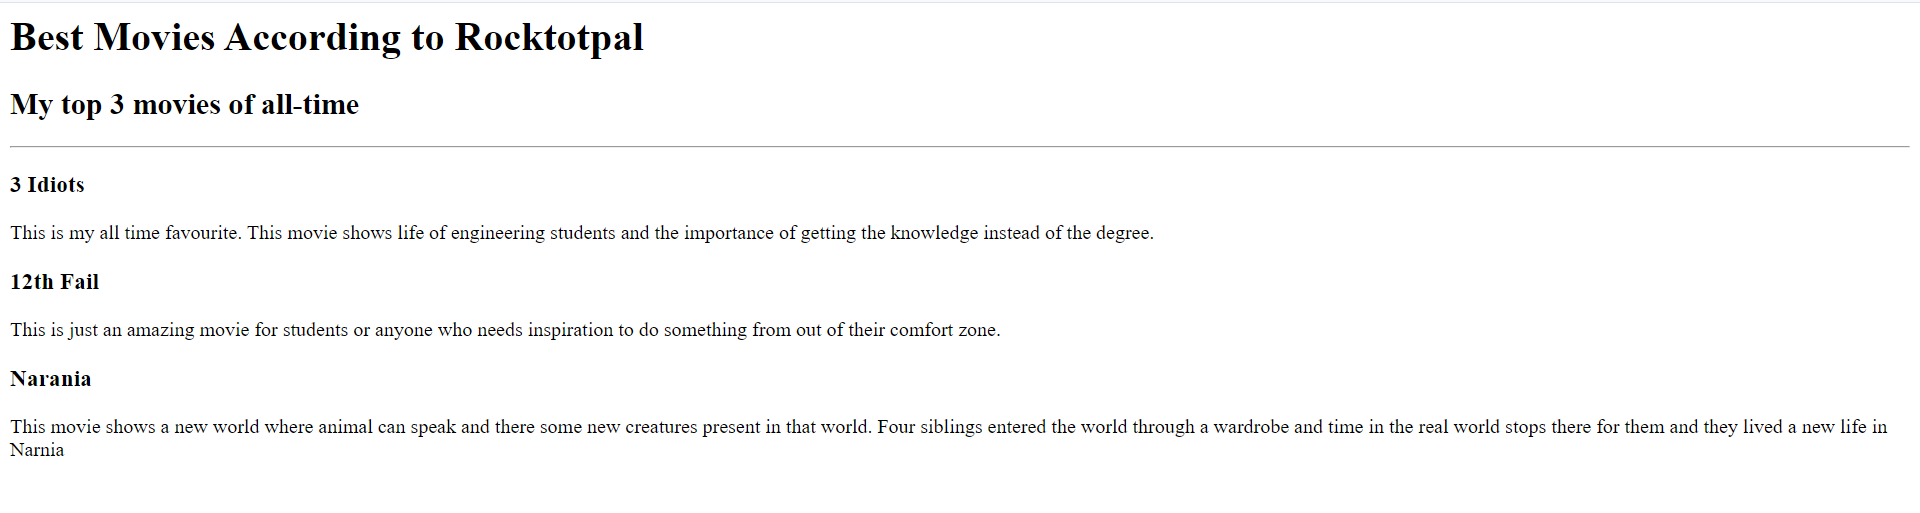 Best Movies According to Rocktotpal
My top 3 movies of all-time
3 Idiots
This is my all time favourite. This movie shows life of engineering students and the importance of getting the knowledge instead of the degree.
12th Fail
This is just an amazing movie for students or anyone who needs inspiration to do something from out of their comfort zone.
Narania
This movie shows a new world where animal can speak and there some new creatures present in that world. Four siblings entered the world through a wardrobe and time in the real world stops there for them and they lived a new life in
Narnia